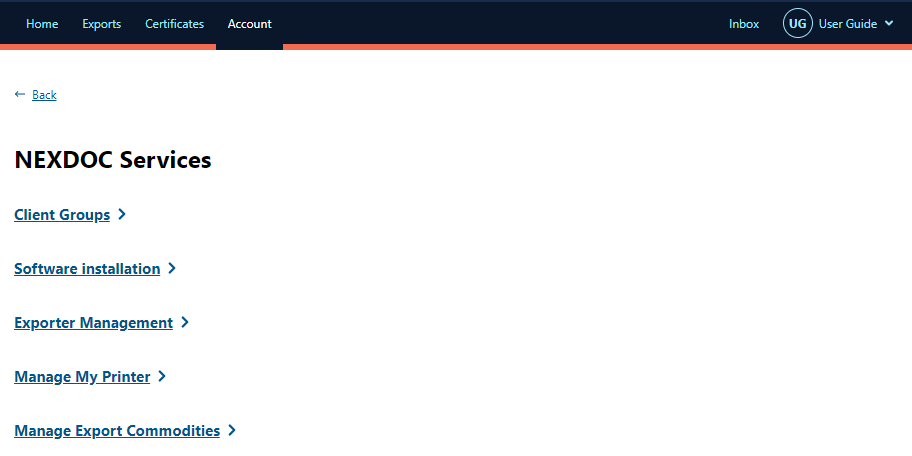 Home Exports Certificates Account Inbox UG User Guide
← Back
NEXDOC Services
Client Groups
Software installation
Exporter Management
Manage My Printer
Manage Export Commodities